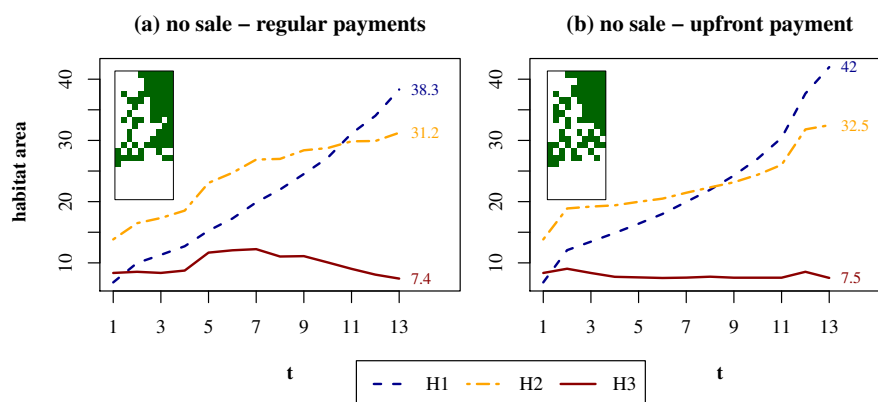 (a) no sale – regular payments
(b) no sale – upfront payment
habitat area
40
30
20
10
38.3
31.2
7.4
1 3 5 7 9 11 13
t
40
30
20
10
42
32.5
7.5
1 3 5 7 9 11 13
t
H1 H2 H3